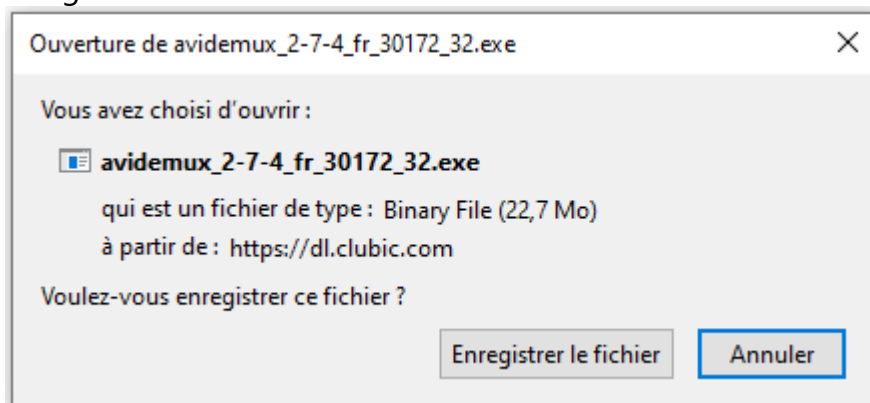 Ouverture de avidemux_2-7-4_fr_30172_32.exe
Vous avez choisi d'ouvrir :
avidemux_2-7-4_fr_30172_32.exe
qui est un fichier de type : Binary File (22,7 Mo)
à partir de : https://dl.clubic.com
Voulez-vous enregistrer ce fichier ?
Enregistrer le fichier Annuler